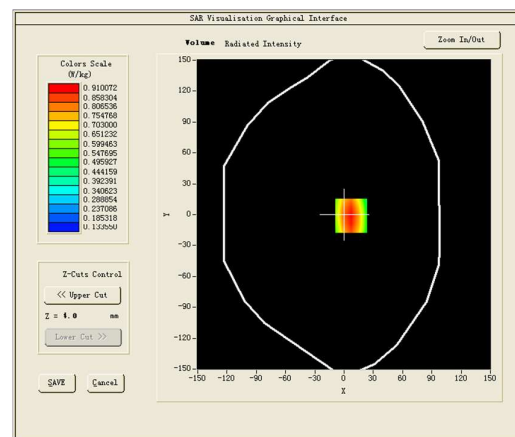 SAR Visualisation Graphical Interface
Volume Radiated Intensity
Zoom In/Out
Colors Scale
(W/kg)
0.910072
0.858304
0.806536
0.754768
0.703000
0.651232
0.599463
0.547695
0.495927
0.444159
0.392391
0.340623
0.288854
0.237086
0.185318
0.133550
Z-Cuts Control
<< Upper Cut
Z = 4.0 mm
Lower Cut >>
SAVE
Cancel
150
120
90
60
30
0
-30
-60
-90
-120
-150
Y
-150 -120 -90 -60 -30 0 30 60 90 120 150
X